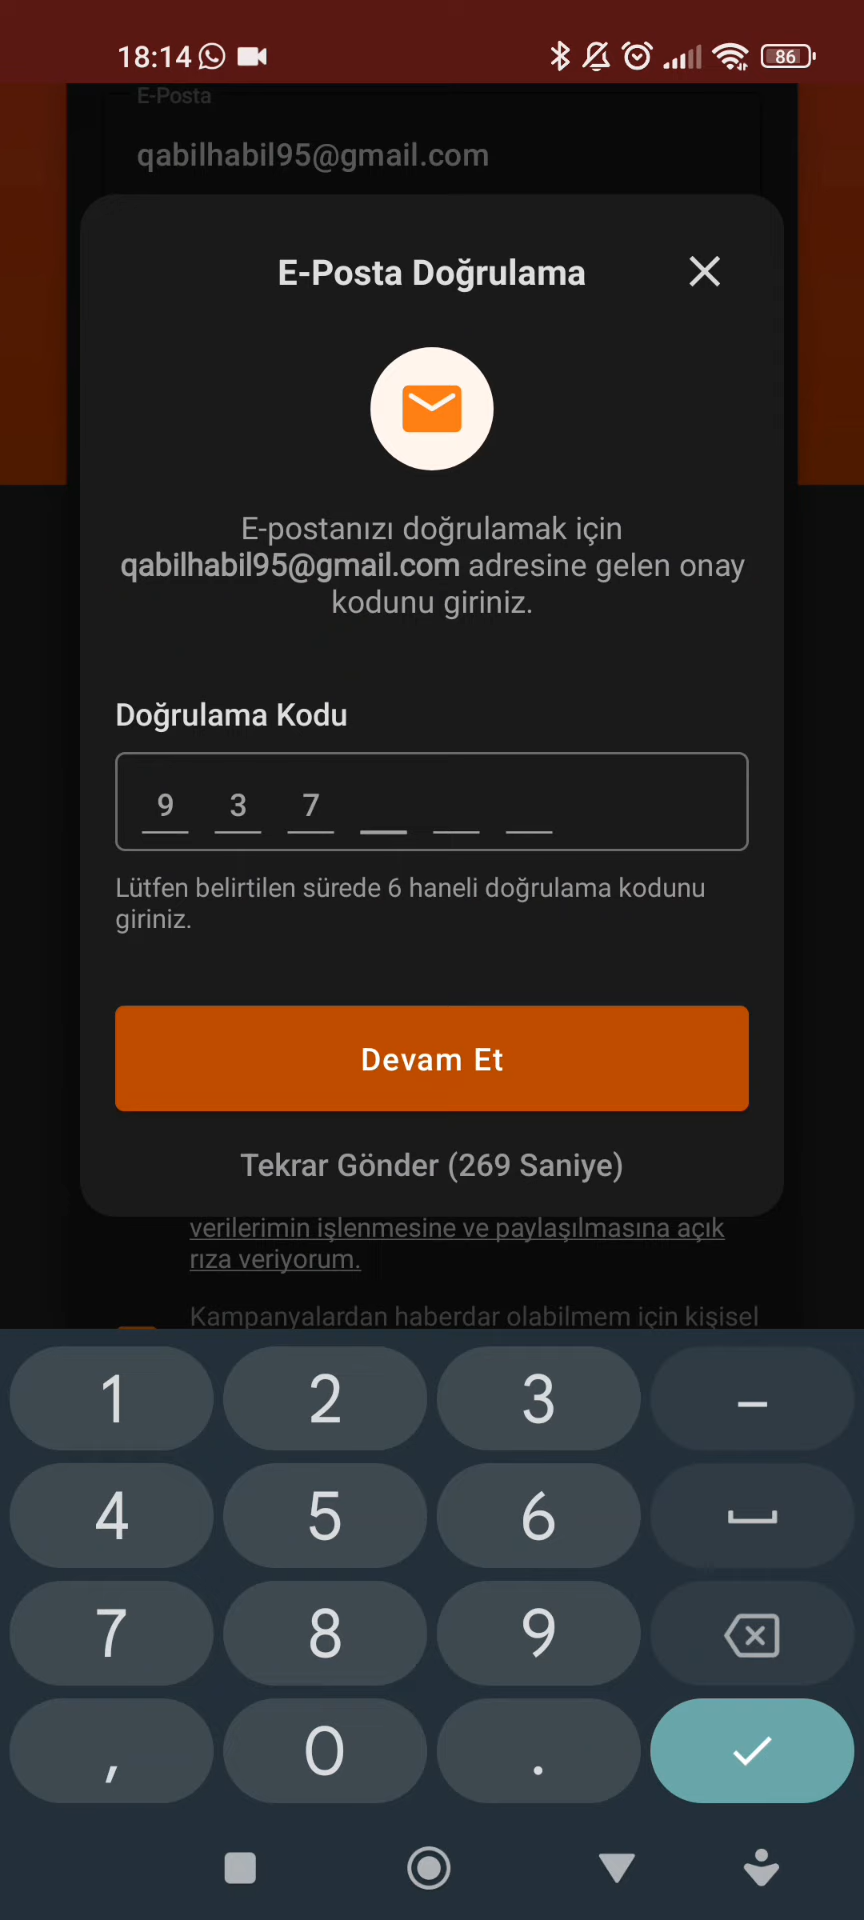 18:14
86
E-Posta
qabilhabil95@gmail.com
E-Posta Doğrulama
E-postanızı doğrulamak için
qabilhabil95@gmail.com adresine gelen onay
kodunu giriniz.
Doğrulama Kodu
9 3 7
Lütfen belirtilen sürede 6 haneli doğrulama kodunu
giriniz.
Devam Et
Tekrar Gönder (269 Saniye)
verilerimin işlenmesine ve paylaşılmasına açık
rıza veriyorum.
Kampanyalardan haberdar olabilmem için kişisel
1 2 3 –
4 5 6
7 8 9
, 0 .